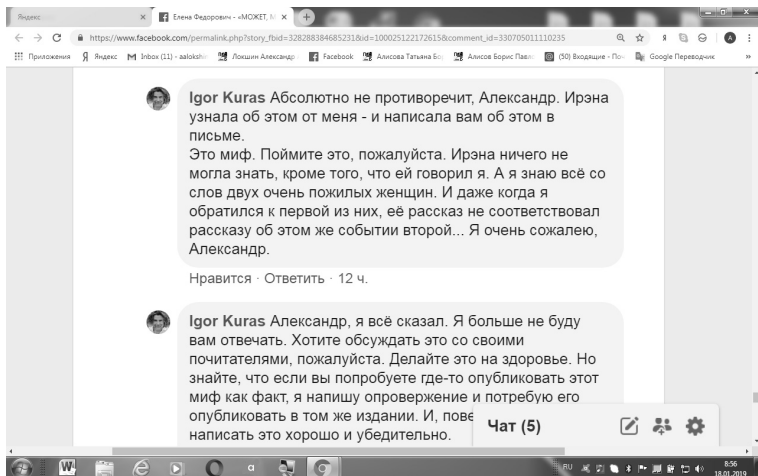 Яндекс
Елена Федорович - «МОЖЕТ, М
https://www.facebook.com/permalink.php?story_fbid=328288384685231&id=100025122172615&comment_id=330705011110235
Приложения Яндекс Inbox (11) - aalokshin Локшин Александр Facebook Алисова Татьяна Бо Алисов Борис Павло (50) Входящие - По Google Переводчик
Igor Kuras Абсолютно не противоречит, Александр. Ирэна
узнала об этом от меня - и написала вам об этом в
письме.
Это миф. Поймите это, пожалуйста. Ирэна ничего не
могла знать, кроме того, что ей говорил я. А я знаю всё со
слов двух очень пожилых женщин. И даже когда я
обратился к первой из них, её рассказ не соответствовал
рассказу об этом же событии второй... Я очень сожалею,
Александр.
Нравится · Ответить · 12 ч.
Igor Kuras Александр, я всё сказал. Я больше не буду
вам отвечать. Хотите обсуждать это со своими
почитателями, пожалуйста. Делайте это на здоровье. Но
знайте, что если вы попробуете где-то опубликовать этот
миф как факт, я напишу опровержение и потребую его
опубликовать в том же издании. И, пове
написать это хорошо и убедительно.
Чат (5)
RU
8:56
18.01.2019